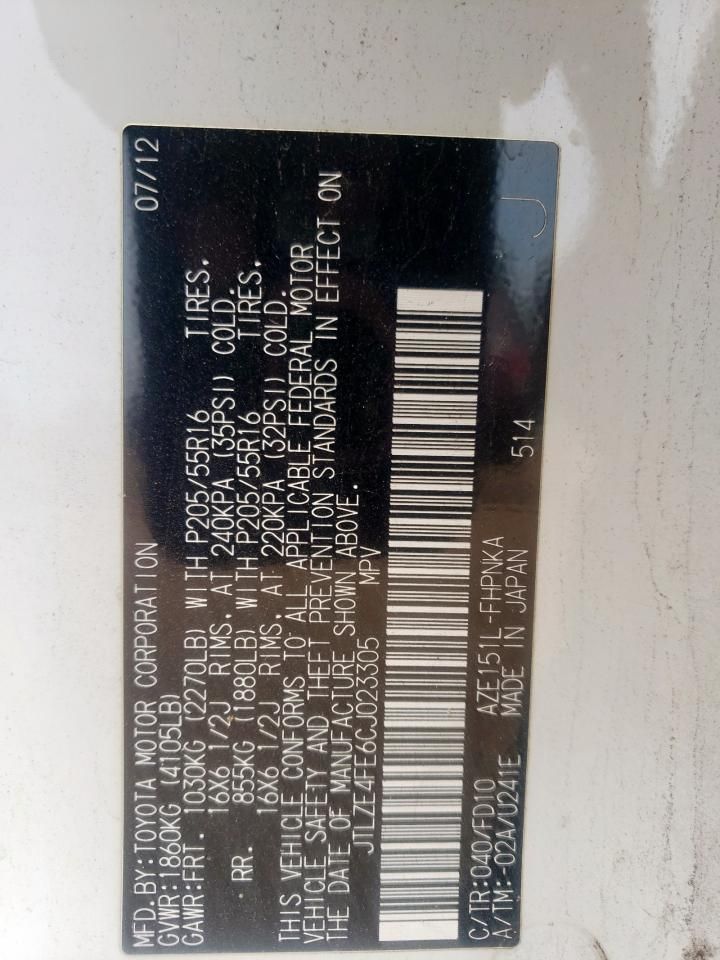 MFD.BY:TOYOTA MOTOR CORPORATION 07/12
GVWR:1860KG (4105LB)
GAWR:FRT. 1030KG (2270LB) WITH P205/55R16 TIRES.
16X6 1/2J RIMS, AT 240KPA (35PSI) COLD.
RR. 855KG (1880LB) WITH P205/55R16 TIRES.
16X6 1/2J RIMS, AT 220KPA (32PSI) COLD.
THIS VEHICLE CONFORMS TO ALL APPLICABLE FEDERAL MOTOR
VEHICLE SAFETY AND THEFT PREVENTION STANDARDS IN EFFECT ON
THE DATE OF MANUFACTURE SHOWN ABOVE.
JTLZE4FE6CJ023305 MPV
C/TR:040/FD10 AZE151L-FHPNKA
A/TM:-02A/U241E MADE IN JAPAN 514
J